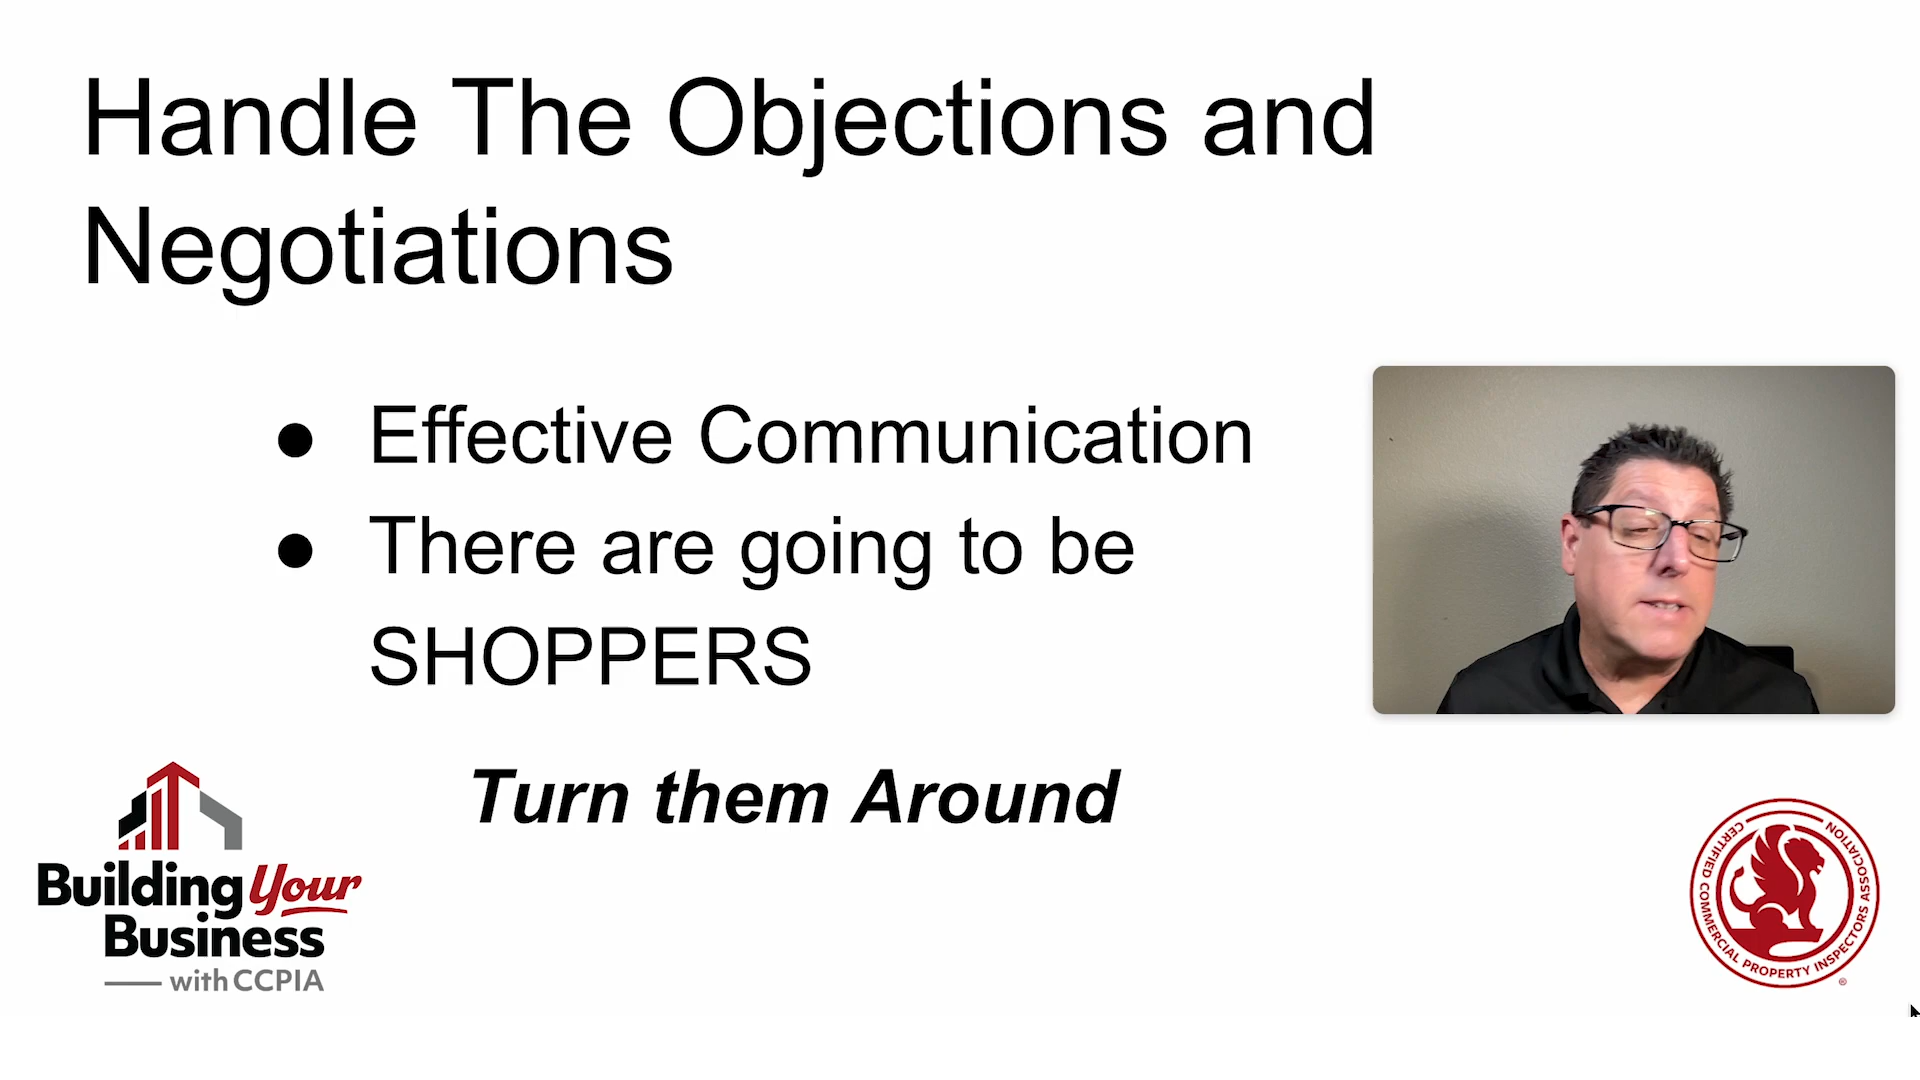 Handle The Objections and
Negotiations
● Effective Communication
● There are going to be
SHOPPERS
Turn them Around
Building Your
Business
with CCPIA
CERTIFIED COMMERCIAL PROPERTY INSPECTORS ASSOCIATION
®